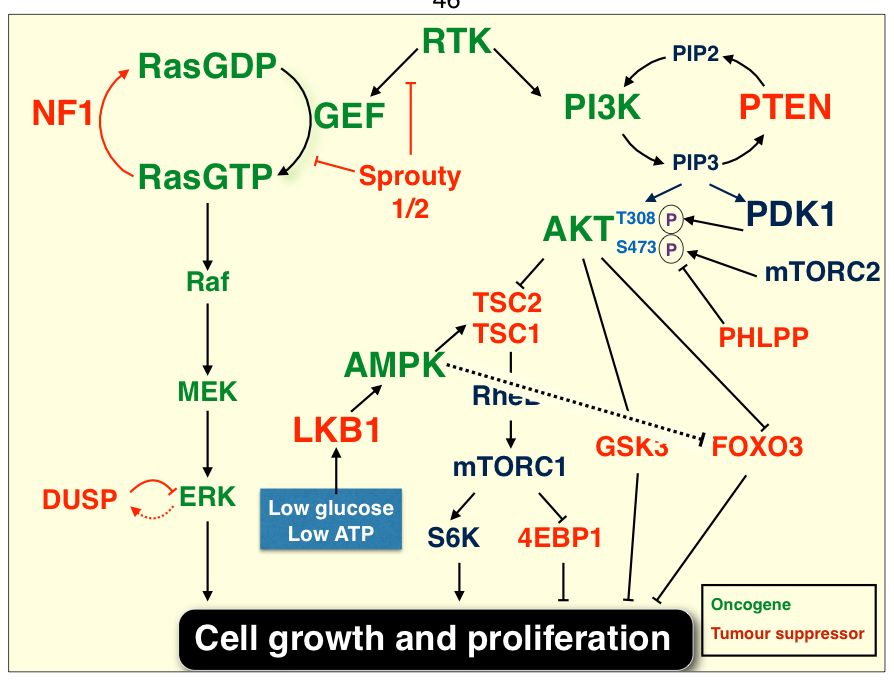 46
RTK
RasGDP
PIP2
NF1
GEF
PI3K
PTEN
RasGTP
Sprouty
1/2
PIP3
AKT
T308
P
PDK1
S473
P
mTORC2
Raf
TSC2
TSC1
PHLPP
AMPK
MEK
RheB
LKB1
GSK3
FOXO3
mTORC1
DUSP
ERK
Low glucose
Low ATP
S6K
4EBP1
Oncogene
Tumour suppressor
Cell growth and proliferation